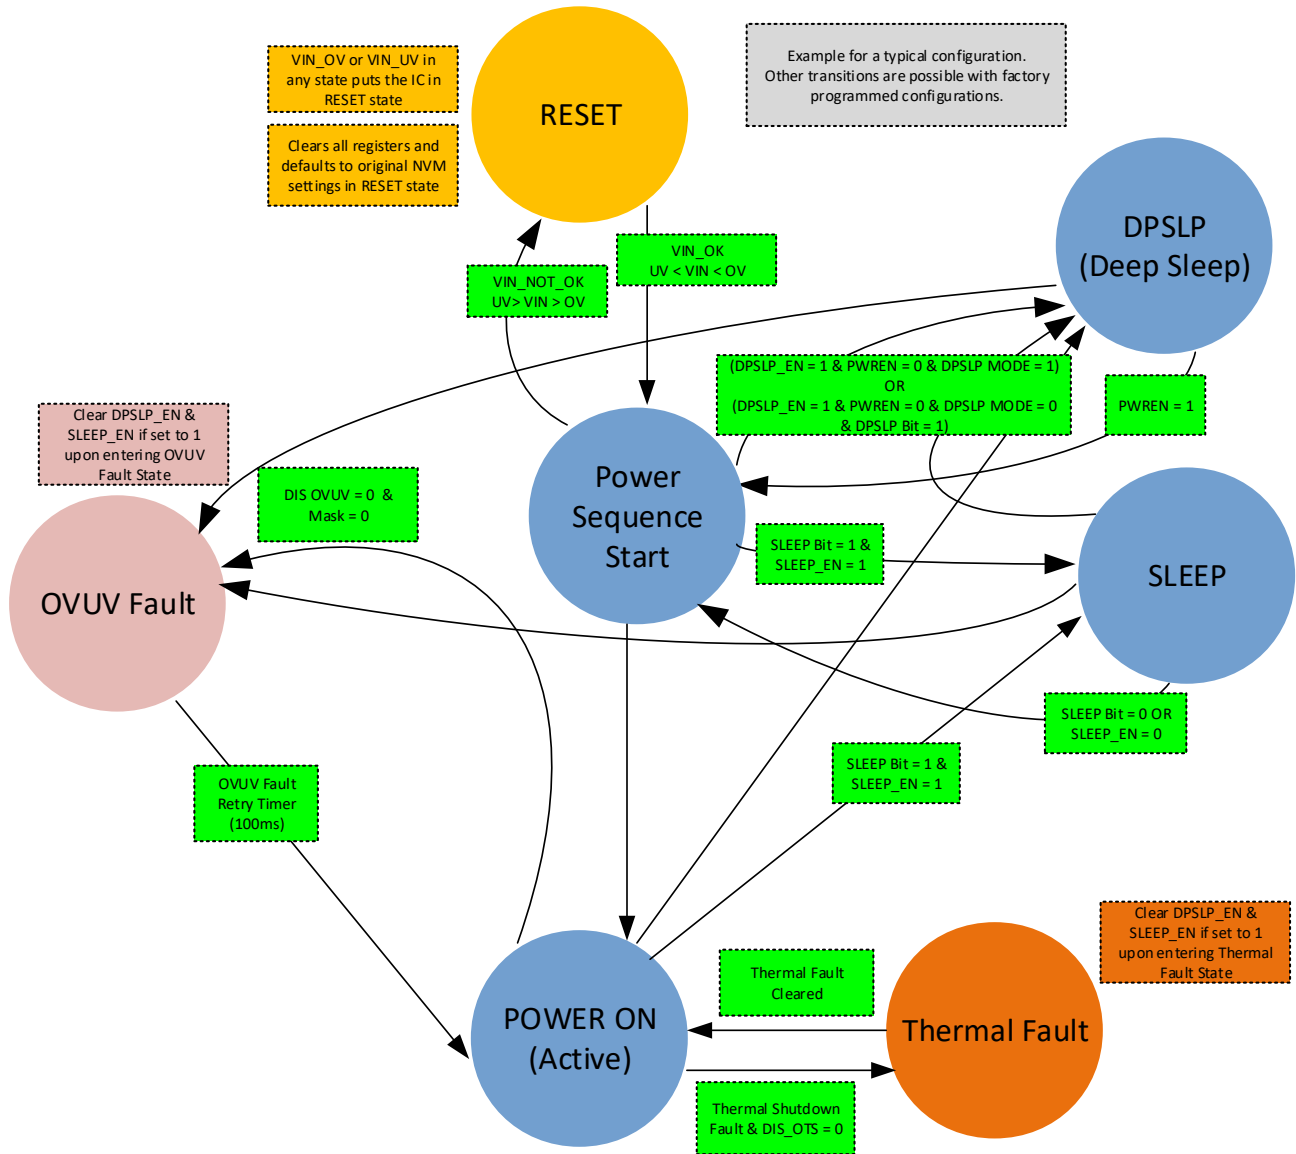 VIN_OV or VIN_UV in
any state puts the IC in
RESET state
Clears all registers and
defaults to original NVM
settings in RESET state
RESET
Example for a typical configuration.
Other transitions are possible with factory
programmed configurations.
DPSLP
(Deep Sleep)
VIN_NOT_OK
UV> VIN > OV
VIN_OK
UV < VIN < OV
(DPSLP_EN = 1 & PWREN = 0 & DPSLP MODE = 1)
OR
(DPSLP_EN = 1 & PWREN = 0 & DPSLP MODE = 0
& DPSLP Bit = 1)
PWREN = 1
Clear DPSLP_EN &
SLEEP_EN if set to 1
upon entering OVUV
Fault State
DIS OVUV = 0 &
Mask = 0
Power
Sequence
Start
SLEEP Bit = 1 &
SLEEP_EN = 1
SLEEP
OVUV Fault
SLEEP Bit = 0 OR
SLEEP_EN = 0
SLEEP Bit = 1 &
SLEEP_EN = 1
OVUV Fault
Retry Timer
(100ms)
Clear DPSLP_EN &
SLEEP_EN if set to 1
upon entering Thermal
Fault State
Thermal Fault
Cleared
POWER ON
(Active)
Thermal Fault
Thermal Shutdown
Fault & DIS_OTS = 0